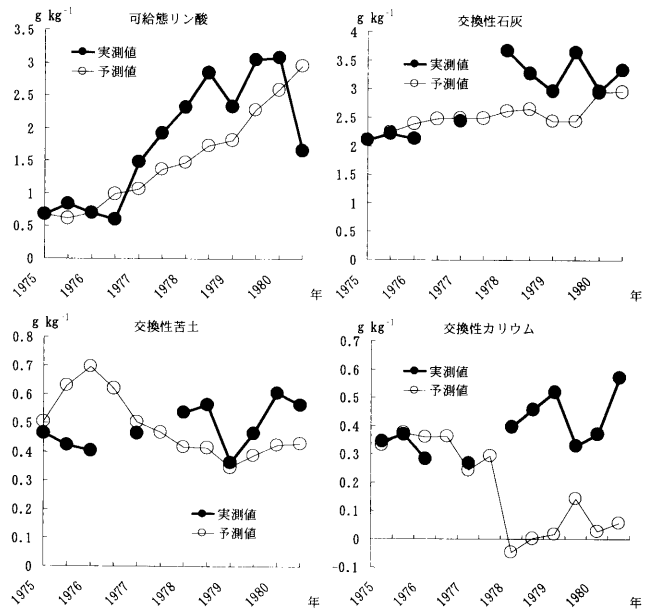 g kg⁻¹
可給態リン酸
実測値
予測値
3.5
3
2.5
2
1.5
1
0.5
0
1975
1976
1977
1978
1979
1980
年
g kg⁻¹
交換性石灰
実測値
予測値
4
3.5
3
2.5
2
1.5
1
0.5
0
1975
1976
1977
1978
1979
1980
年
g kg⁻¹
交換性苦土
0.8
0.7
0.6
0.5
0.4
0.3
0.2
0.1
0
実測値
予測値
1975
1976
1977
1978
1979
1980
年
g kg⁻¹
交換性カリウム
実測値
予測値
0.7
0.6
0.5
0.4
0.3
0.2
0.1
0
-0.1
1975
1976
1977
1978
1979
1980
年